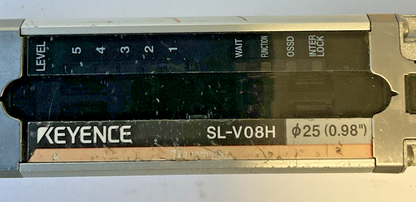 LEVEL 5 4 3 2 1 WAIT FUNCTION OSSD INTER LOCK
KEYENCE SL-V08H ϕ25 (0.98")